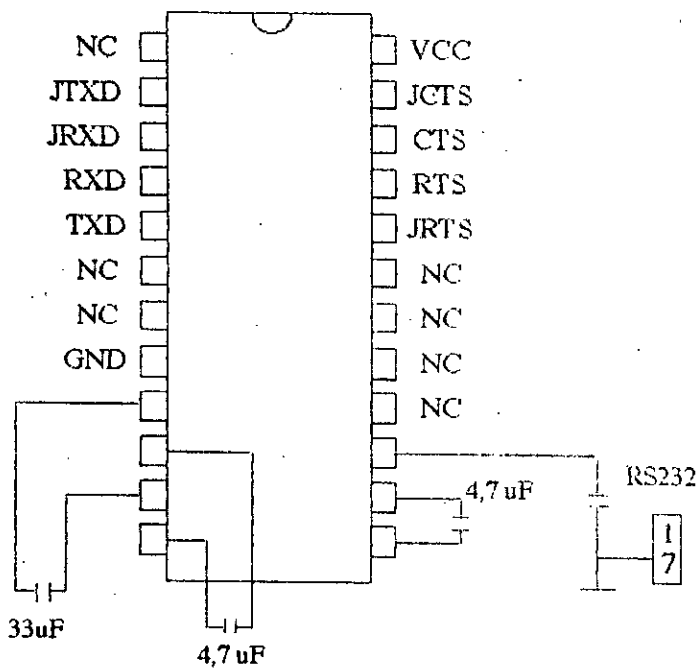 NC
VCC
JTXD
JCTS
JRXD
CTS
RXD
RTS
TXD
JRTS
NC
NC
NC
NC
GND
NC
NC
4,7 uF
RS232
1
7
33uF
4,7 uF